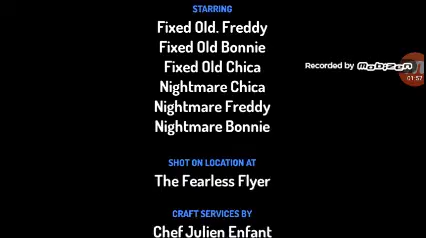 STARRING
Fixed Old. Freddy
Fixed Old Bonnie
Fixed Old Chica
Recorded by mobizen
01:57
Nightmare Chica
Nightmare Freddy
Nightmare Bonnie
SHOT ON LOCATION AT
The Fearless Flyer
CRAFT SERVICES BY
Chef Julien Enfant